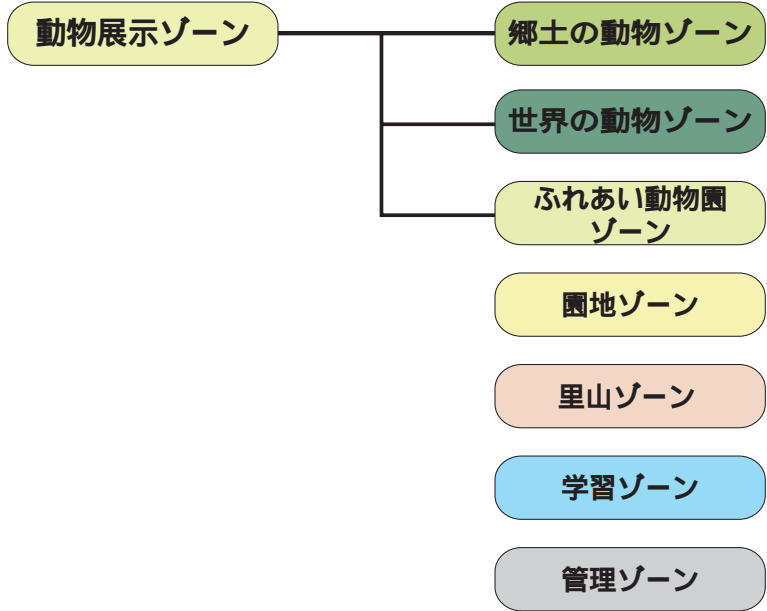 動物展示ゾーン
郷土の動物ゾーン
世界の動物ゾーン
ふれあい動物園
ゾーン
園地ゾーン
里山ゾーン
学習ゾーン
管理ゾーン